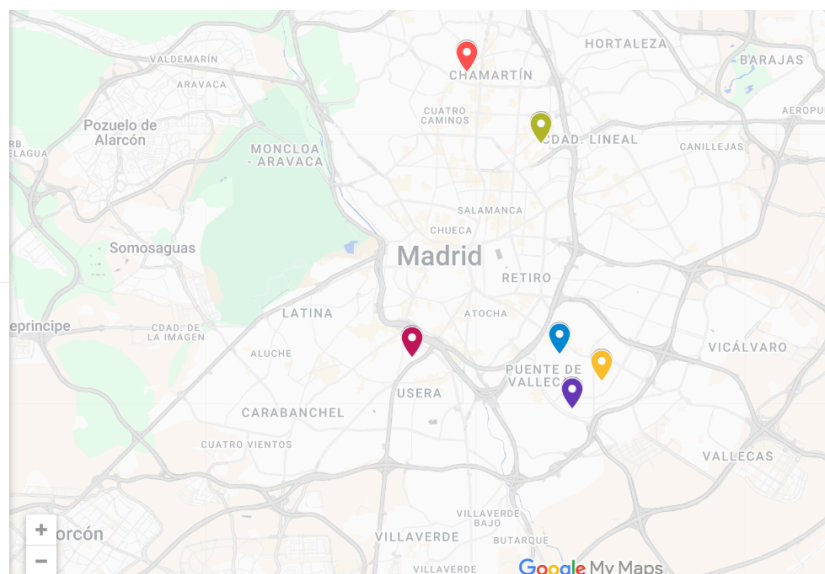 HORTALEZA
VALDEMARÍN
BARAJAS
CHAMARTÍN
ARAVACA
CUATRO
CAMINOS
AEROPU
Pozuelo de
Alarcón
RB.
ELAGUA
MONCLOA
- ARAVACA
CDAD. LINEAL
CANILLEJAS
SALAMANCA
CHUECA
Madrid
Somosaguas
RETIRO
LATINA
ATOCHA
eprincipe
CDAD. DE
LA IMAGEN
ALUCHE
VICÁLVARO
PUENTE DE
VALLECAS
USERA
CARABANCHEL
CUATRO VIENTOS
VALLECAS
VILLAVERDE
BAJO
orcón
VILLAVERDE
BUTARQUE
VILLAVERDE
Google My Maps
+
−